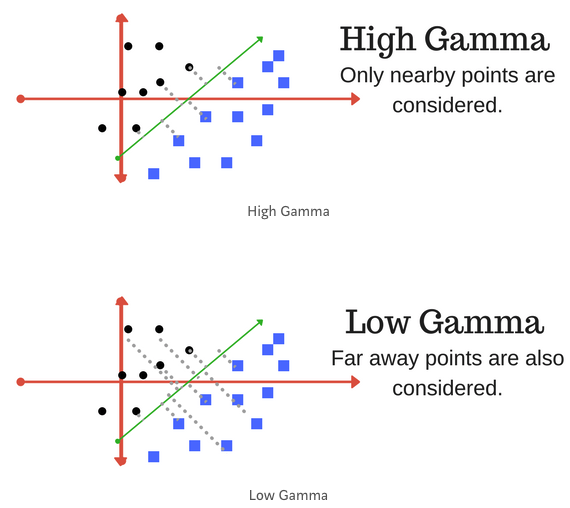 High Gamma
Only nearby points are
considered.
High Gamma
Low Gamma
Far away points are also
considered.
Low Gamma